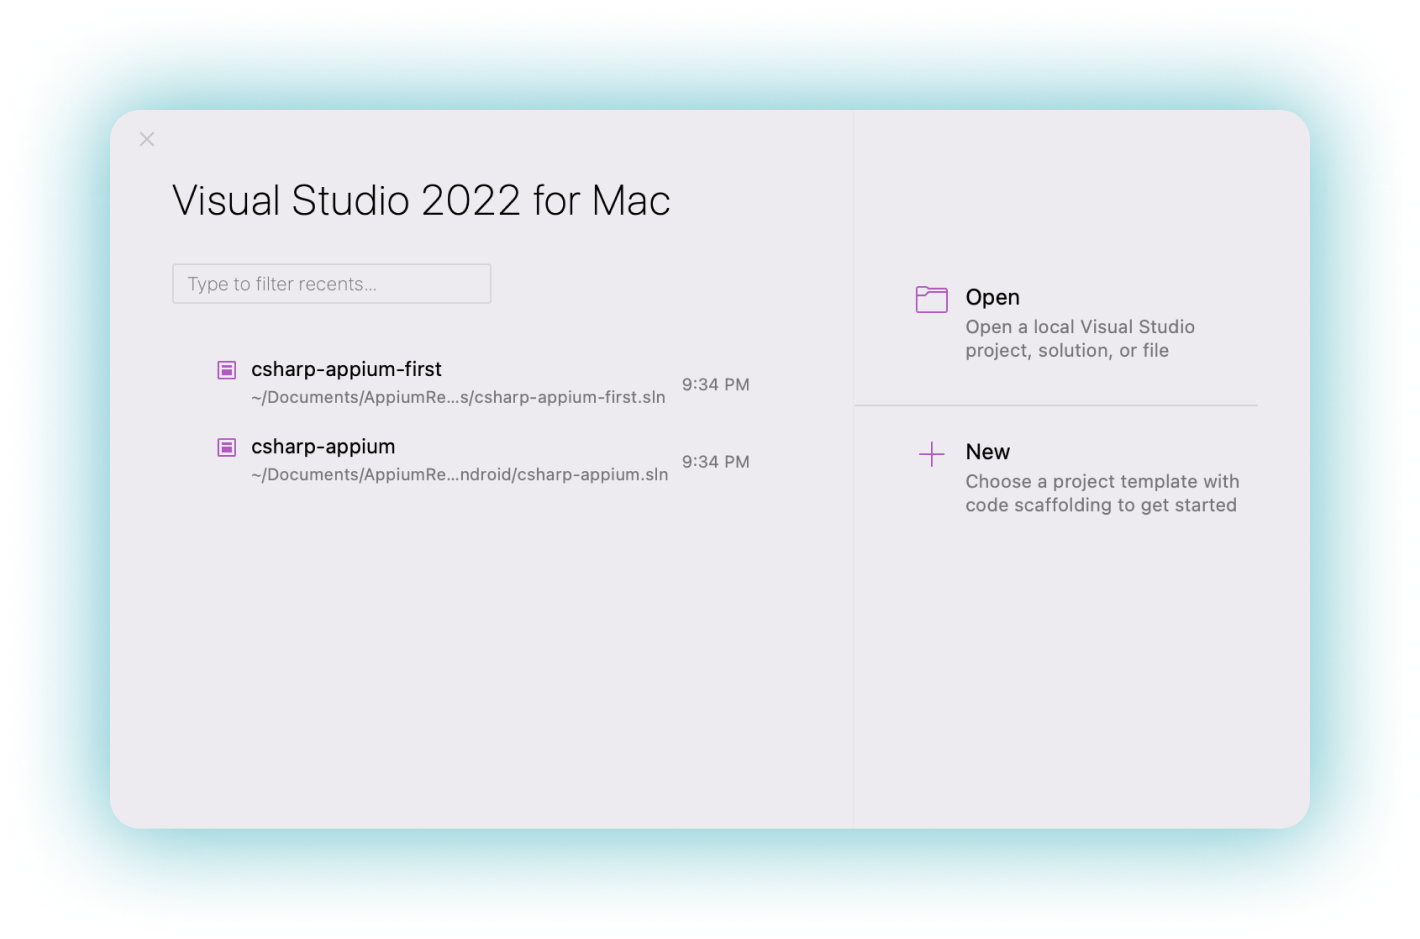 Visual Studio 2022 for Mac
Type to filter recents...
csharp-appium-first
~/Documents/AppiumRe...s/csharp-appium-first.sln
9:34 PM
csharp-appium
~/Documents/AppiumRe...ndroid/csharp-appium.sln
9:34 PM
Open
Open a local Visual Studio
project, solution, or file
New
Choose a project template with
code scaffolding to get started